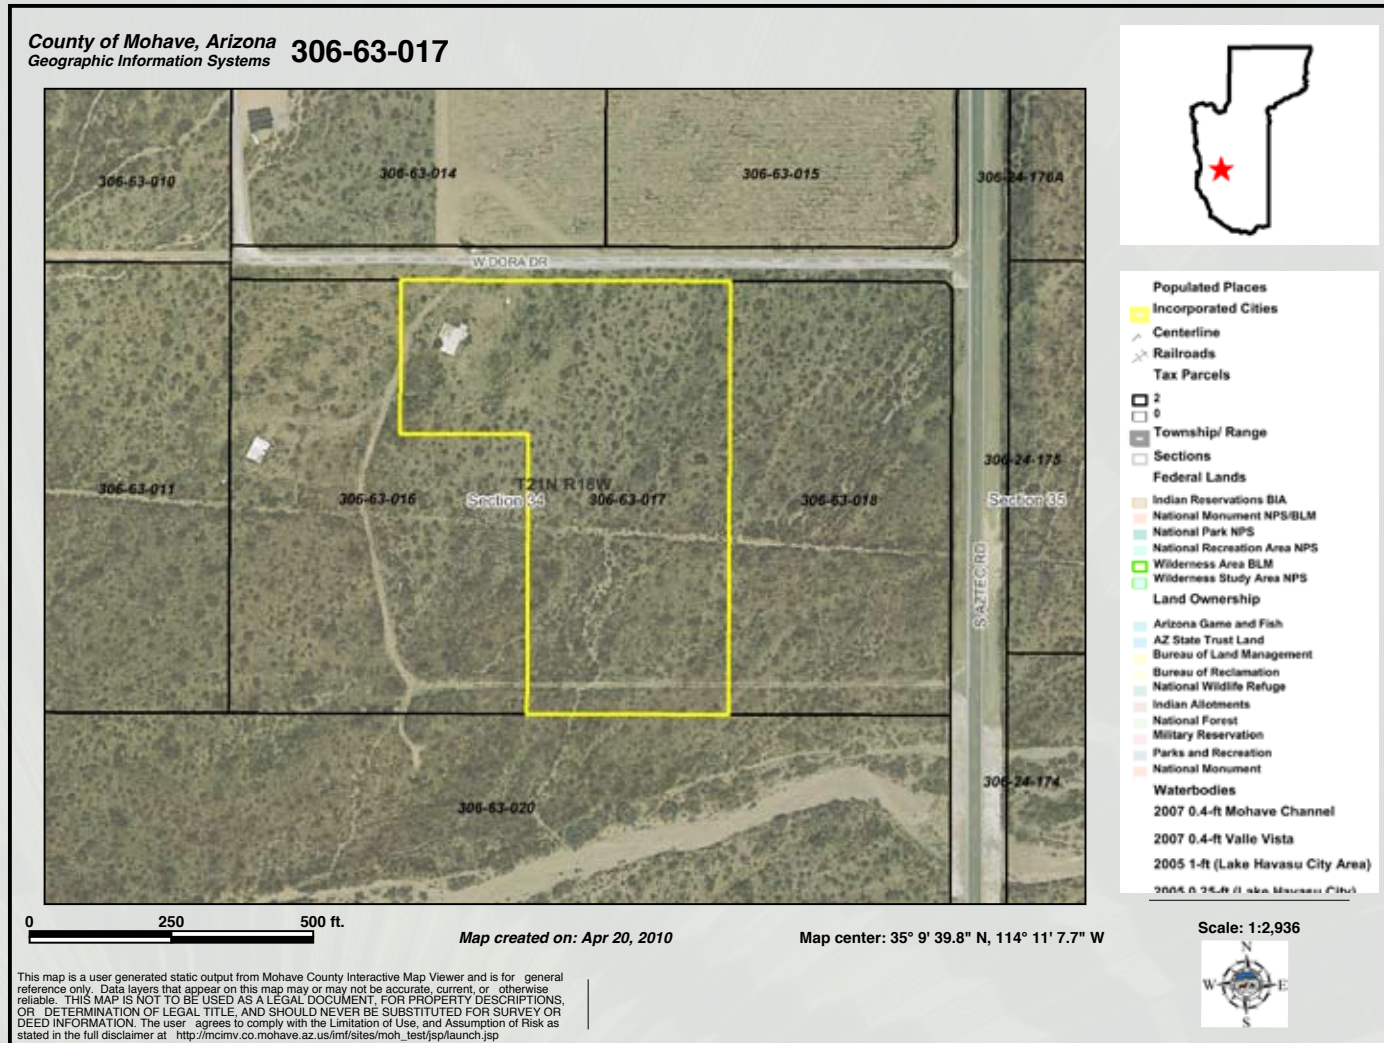 County of Mohave, Arizona
Geographic Information Systems
306-63-017
306-63-010
306-63-014
306-63-015
306-24-176A
W DORA DR
306-63-011
306-63-016
T21N R18W
Section 34
306-63-017
306-63-018
306-24-175
Section 35
S AZTEC RD
306-63-020
306-24-174
Populated Places
Incorporated Cities
Centerline
Railroads
Tax Parcels
2
0
Township/ Range
Sections
Federal Lands
Indian Reservations BIA
National Monument NPS/BLM
National Park NPS
National Recreation Area NPS
Wilderness Area BLM
Wilderness Study Area NPS
Land Ownership
Arizona Game and Fish
AZ State Trust Land
Bureau of Land Management
Bureau of Reclamation
National Wildlife Refuge
Indian Allotments
National Forest
Military Reservation
Parks and Recreation
National Monument
Waterbodies
2007 0.4-ft Mohave Channel
2007 0.4-ft Valle Vista
2005 1-ft (Lake Havasu City Area)
2005 0.25-ft (Lake Havasu City)
0 250 500 ft.
Map created on: Apr 20, 2010
Map center: 35° 9' 39.8" N, 114° 11' 7.7" W
Scale: 1:2,936
N
W E
S
This map is a user generated static output from Mohave County Interactive Map Viewer and is for general
reference only. Data layers that appear on this map may or may not be accurate, current, or otherwise
reliable. THIS MAP IS NOT TO BE USED AS A LEGAL DOCUMENT, FOR PROPERTY DESCRIPTIONS,
OR DETERMINATION OF LEGAL TITLE, AND SHOULD NEVER BE SUBSTITUTED FOR SURVEY OR
DEED INFORMATION. The user agrees to comply with the Limitation of Use, and Assumption of Risk as
stated in the full disclaimer at http://mcimv.co.mohave.az.us/imf/sites/moh_test/jsp/launch.jsp